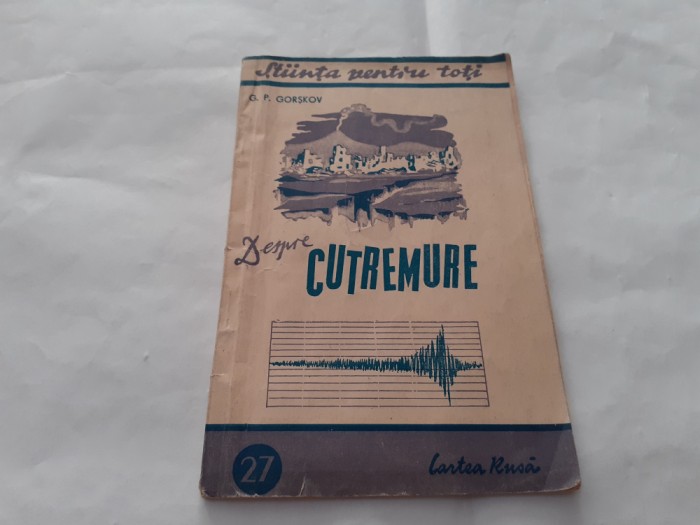 Știința pentru toți
G. P. GORȘKOV
Despre
CUTREMURE
27
Cartea Rusă